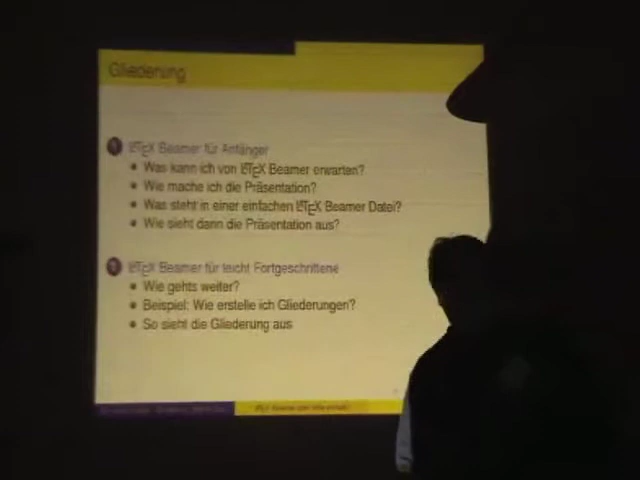 Gliederung
LATEX Beamer für Anfänger
Was kann ich von LATEX Beamer erwarten?
Wie mache ich die Präsentation?
Was steht in einer einfachen LATEX Beamer Datei?
Wie sieht dann die Präsentation aus?
LATEX Beamer für leicht Fortgeschrittene
Wie gehts weiter?
Beispiel: Wie erstelle ich Gliederungen?
So sieht die Gliederung aus